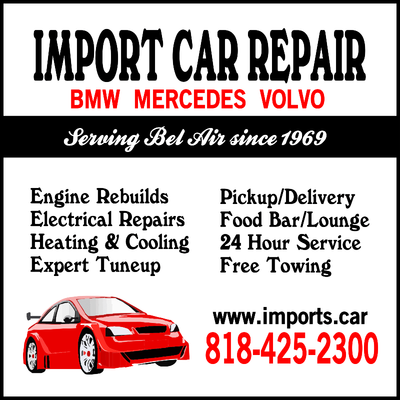 IMPORT CAR REPAIR
BMW MERCEDES VOLVO
Serving Bel Air since 1969
Engine Rebuilds
Electrical Repairs
Heating & Cooling
Expert Tuneup
Pickup/Delivery
Food Bar/Lounge
24 Hour Service
Free Towing
www.imports.car
818-425-2300